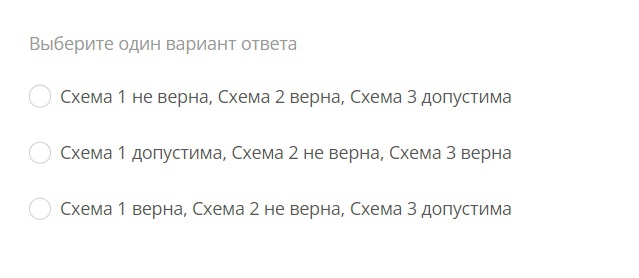 Выберите один вариант ответа
Схема 1 не верна, Схема 2 верна, Схема 3 допустима
Схема 1 допустима, Схема 2 не верна, Схема 3 верна
Схема 1 верна, Схема 2 не верна, Схема 3 допустима